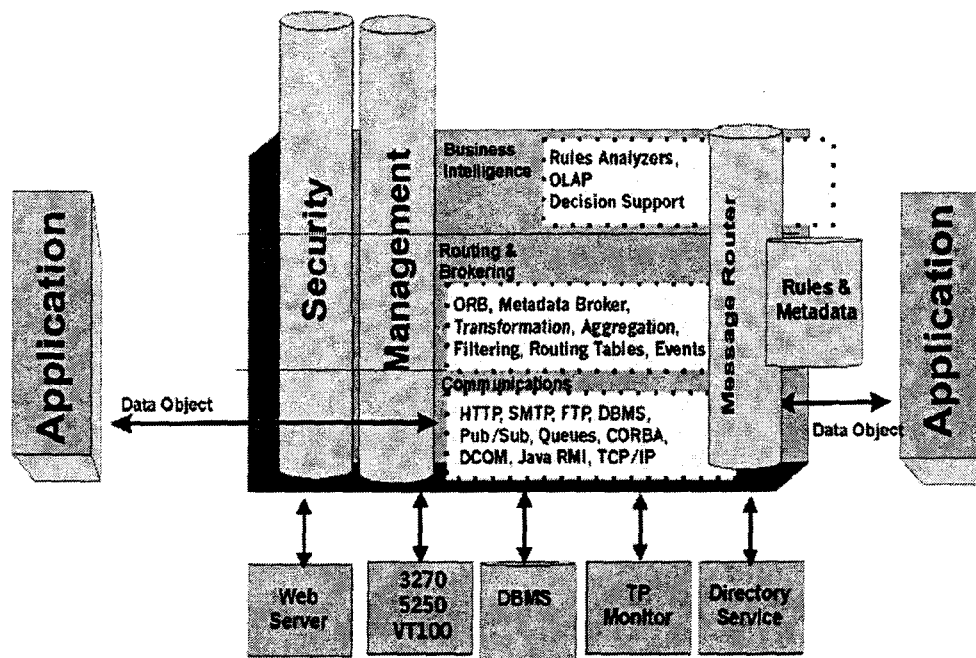 Application
Data Object
Security
Management
Business
Intelligence
Rules Analyzers,
OLAP
Decision Support
Routing &
Brokering
ORB, Metadata Broker,
Transformation, Aggregation,
Filtering, Routing Tables, Events
Communications
HTTP, SMTP, FTP, DBMS,
Pub/Sub, Queues, CORBA,
DCOM, Java RMI, TCP/IP
Message Router
Rules &
Metadata
Data Object
Application
Web
Server
3270
5250
VT100
DBMS
TP
Monitor
Directory
Service